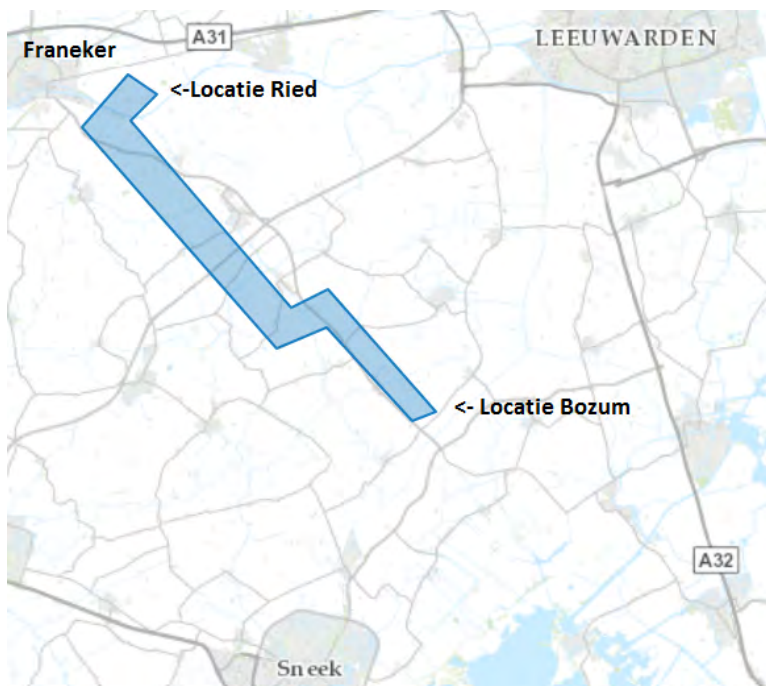 LEEUWARDEN
A31
Franeker
<-Locatie Ried
<- Locatie Bozum
A32
Sneek